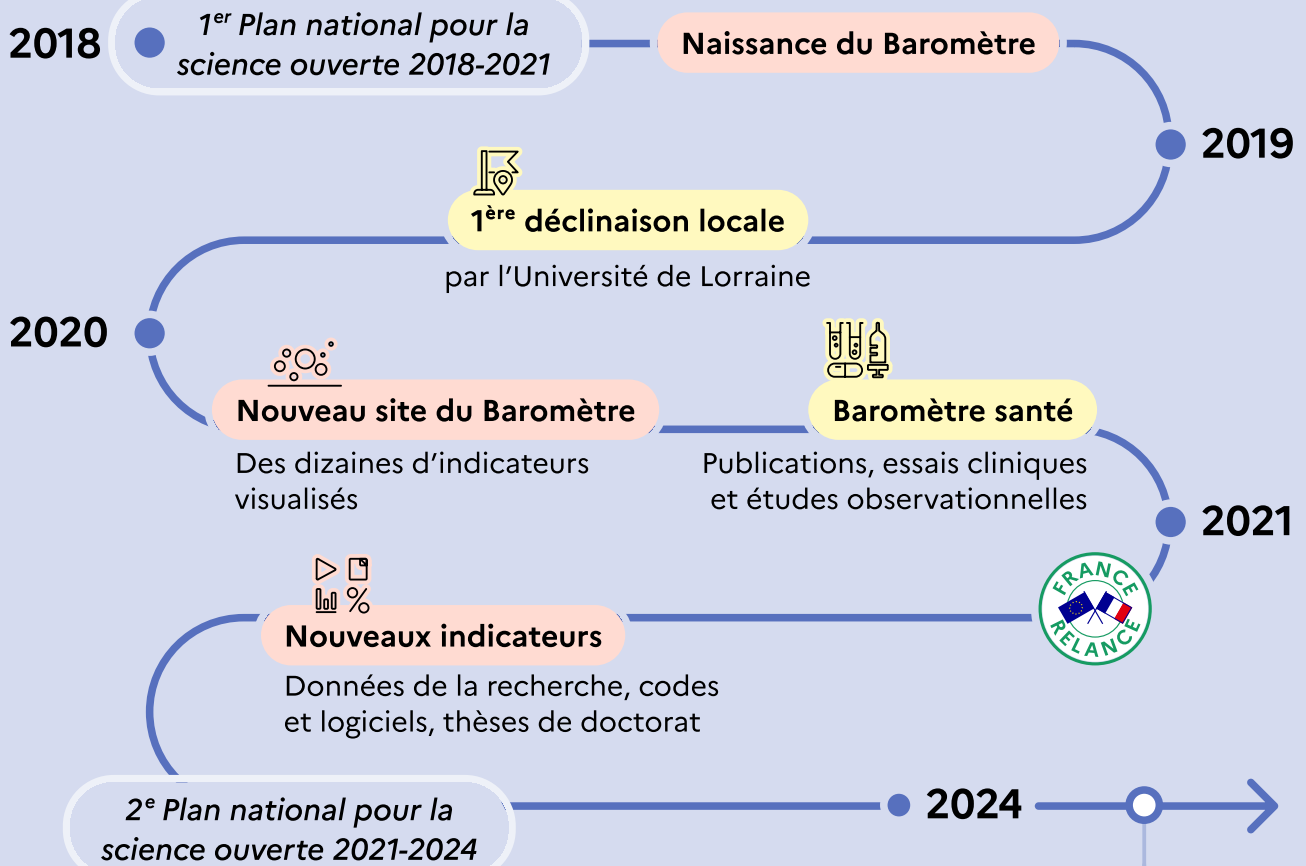 2018
1er Plan national pour la
science ouverte 2018-2021
Naissance du Baromètre
2019
1ère déclinaison locale
par l’Université de Lorraine
2020
Nouveau site du Baromètre
Des dizaines d’indicateurs
visualisés
Baromètre santé
Publications, essais cliniques
et études observationnelles
2021
FRANCE
RELANCE
Nouveaux indicateurs
Données de la recherche, codes
et logiciels, thèses de doctorat
2e Plan national pour la
science ouverte 2021-2024
2024